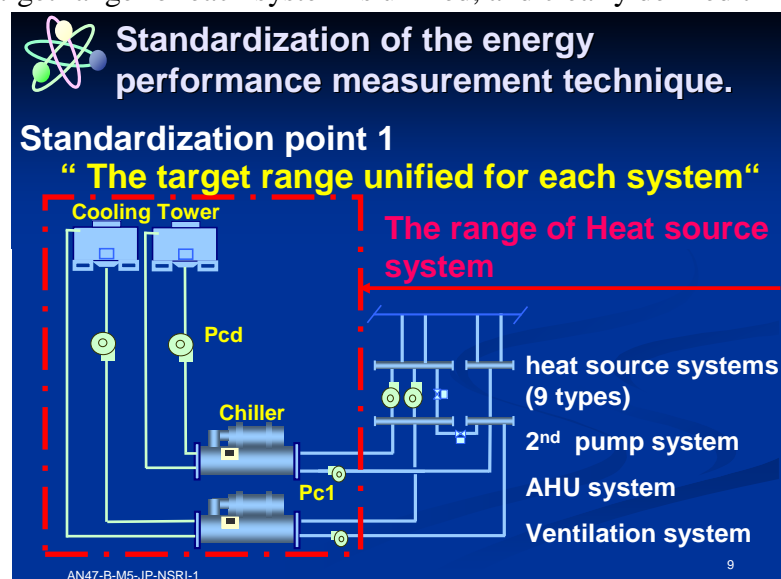 Standardization of the energy
performance measurement technique.
Standardization point 1
“ The target range unified for each system“
Cooling Tower
The range of Heat source
system
Pcd
heat source systems
(9 types)
Chiller
2nd pump system
AHU system
Pc1
Ventilation system
AN47-B-M5-JP-NSRI-1
9